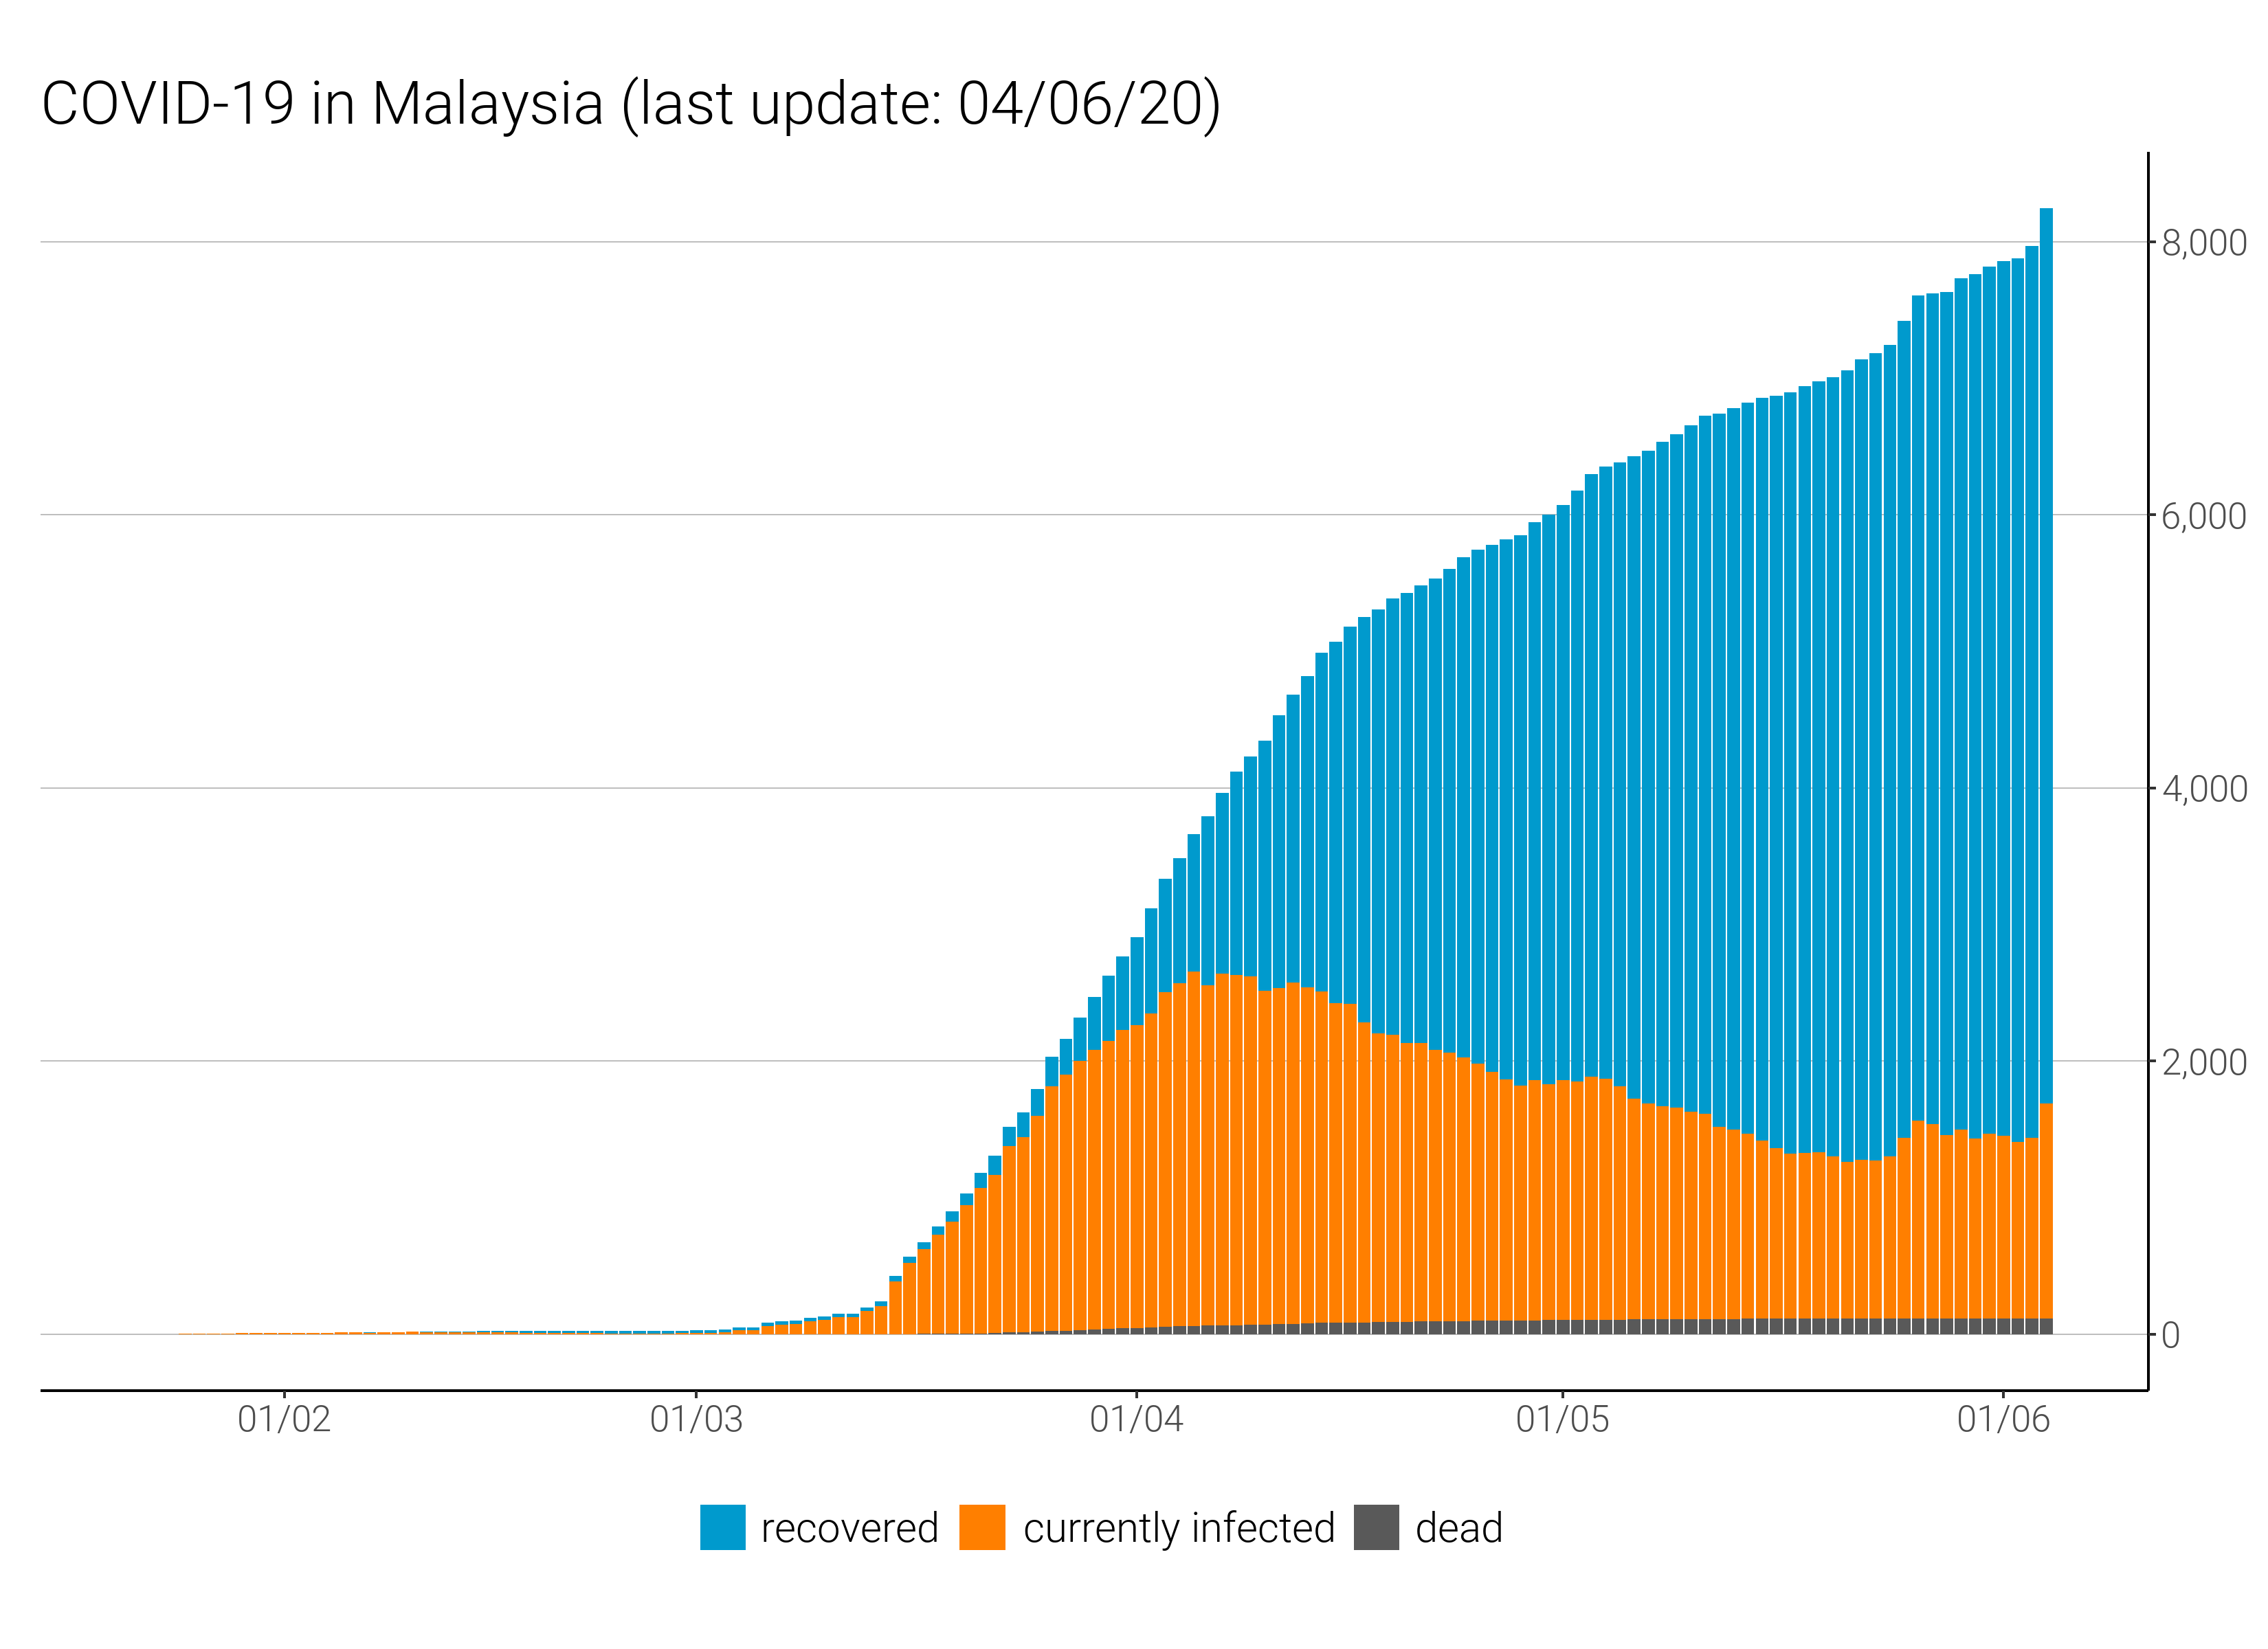 COVID-19 in Malaysia (last update: 04/06/20)
8,000
6,000
4,000
2,000
0
01/02 01/03 01/04 01/05 01/06
recovered currently infected dead